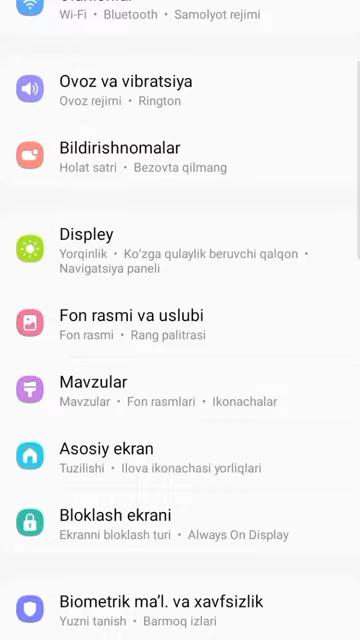 Wi-Fi • Bluetooth • Samolyot rejimi
Ovoz va vibratsiya
Ovoz rejimi • Rington
Bildirishnomalar
Holat satri • Bezovta qilmang
Displey
Yorqinlik • Ko‘zga qulaylik beruvchi qalqon •
Navigatsiya paneli
Fon rasmi va uslubi
Fon rasmi • Rang palitrasi
Mavzular
Mavzular • Fon rasmlari • Ikonachalar
Asosiy ekran
Tuzilishi • Ilova ikonachasi yorliqlari
Bloklash ekrani
Ekranni bloklash turi • Always On Display
Biometrik ma’l. va xavfsizlik
Yuzni tanish • Barmoq izlari